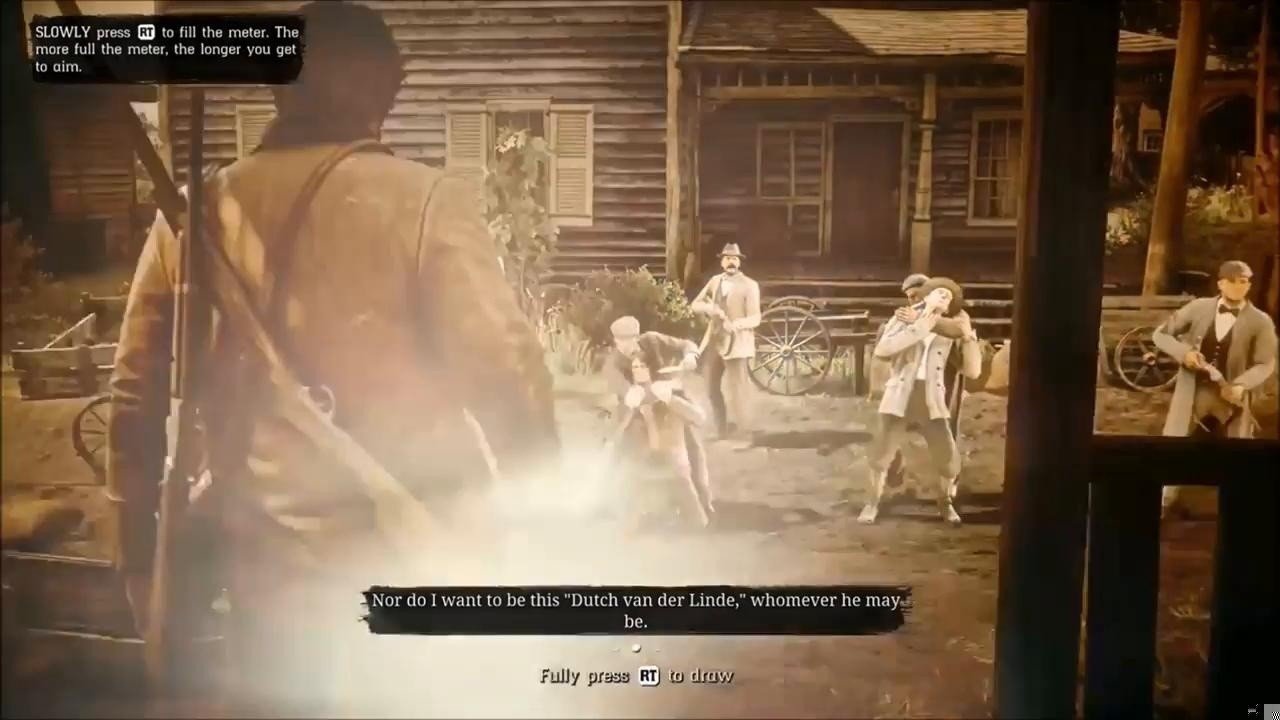 SLOWLY press RT to fill the meter. The
more full the meter, the longer you get
to aim.
Nor do I want to be this "Dutch van der Linde," whomever he may
be.
Fully press RT to draw